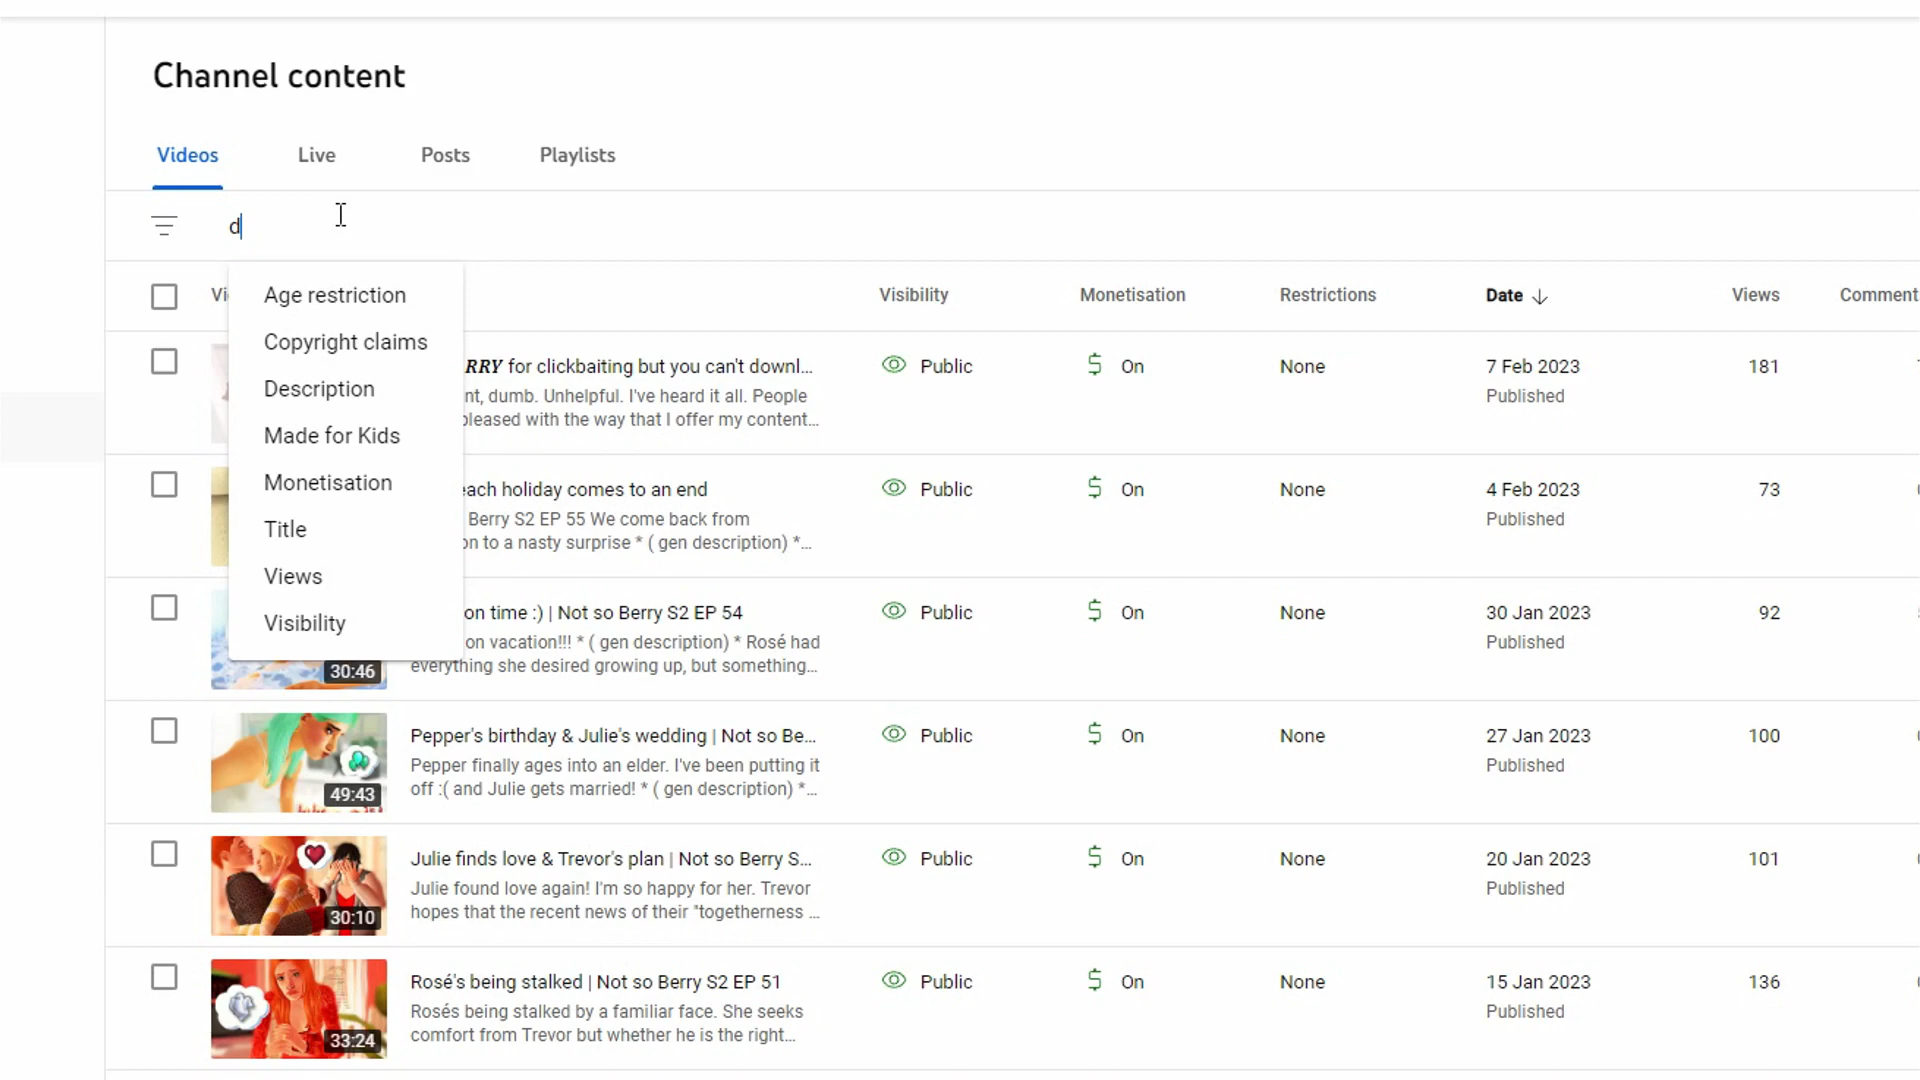 Channel content
Videos Live Posts Playlists
d
Age restriction
Copyright claims
Description
Made for Kids
Monetisation
Title
Views
Visibility
Vi Visibility Monetisation Restrictions Date Views Comment
RRY for clickbaiting but you can't downl... Public On None 7 Feb 2023 181
nt, dumb. Unhelpful. I've heard it all. People Published
pleased with the way that I offer my content...
each holiday comes to an end Public On None 4 Feb 2023 73
Berry S2 EP 55 We come back from Published
on to a nasty surprise * ( gen description) *...
on time :) | Not so Berry S2 EP 54 Public On None 30 Jan 2023 92
on vacation!!! * ( gen description) * Rosé had Published
everything she desired growing up, but something...
30:46
Pepper's birthday & Julie's wedding | Not so Be... Public On None 27 Jan 2023 100
Pepper finally ages into an elder. I've been putting it Published
off :( and Julie gets married! * ( gen description) *...
49:43
Julie finds love & Trevor's plan | Not so Berry S... Public On None 20 Jan 2023 101
Julie found love again! I'm so happy for her. Trevor Published
hopes that the recent news of their "togetherness ...
30:10
Rosé's being stalked | Not so Berry S2 EP 51 Public On None 15 Jan 2023 136
Rosés being stalked by a familiar face. She seeks Published
comfort from Trevor but whether he is the right...
33:24